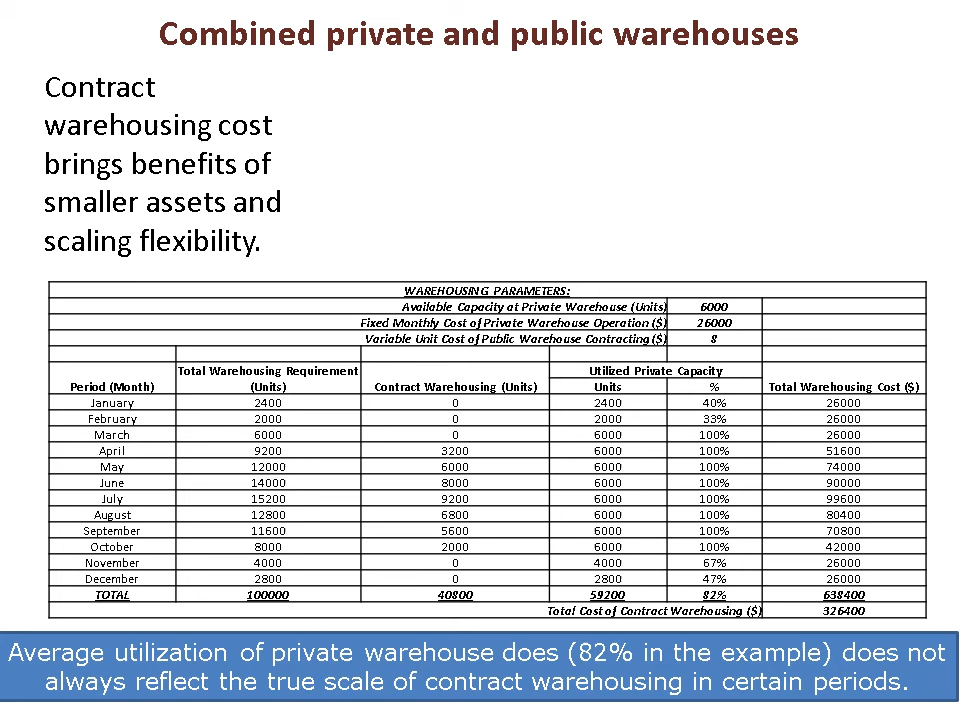 Combined private and public warehouses
Contract
warehousing cost
brings benefits of
smaller assets and
scaling flexibility.
WAREHOUSING PARAMETERS:
Available Capacity at Private Warehouse (Units) 6000
Fixed Monthly Cost of Private Warehouse Operation ($) 26000
Variable Unit Cost of Public Warehouse Contracting ($) 8
Total Warehousing Requirement Utilized Private Capacity
Period (Month) (Units) Contract Warehousing (Units) Units % Total Warehousing Cost ($)
January 2400 0 2400 40% 26000
February 2000 0 2000 33% 26000
March 6000 0 6000 100% 26000
April 9200 3200 6000 100% 51600
May 12000 6000 6000 100% 74000
June 14000 8000 6000 100% 90000
July 15200 9200 6000 100% 99600
August 12800 6800 6000 100% 80400
September 11600 5600 6000 100% 70800
October 8000 2000 6000 100% 42000
November 4000 0 4000 67% 26000
December 2800 0 2800 47% 26000
TOTAL 100000 40800 59200 82% 638400
Total Cost of Contract Warehousing ($) 326400
Average utilization of private warehouse does (82% in the example) does not
always reflect the true scale of contract warehousing in certain periods.